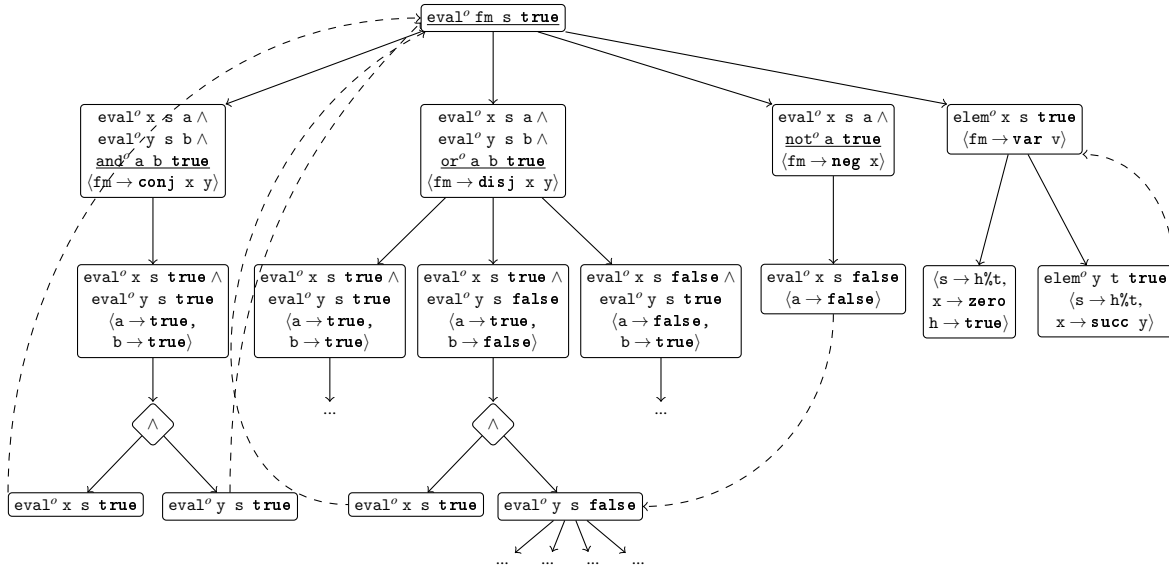 evalᵒ fm s true
evalᵒ x s a ∧
evalᵒ y s b ∧
andᵒ a b true
⟨fm → conj x y⟩
evalᵒ x s a ∧
evalᵒ y s b ∧
orᵒ a b true
⟨fm → disj x y⟩
evalᵒ x s a ∧
notᵒ a true
⟨fm → neg x⟩
elemᵒ x s true
⟨fm → var v⟩
evalᵒ x s true ∧
evalᵒ y s true
⟨a → true,
b → true⟩
evalᵒ x s true ∧
evalᵒ y s true
⟨a → true,
b → true⟩
evalᵒ x s true ∧
evalᵒ y s false
⟨a → true,
b → false⟩
evalᵒ x s false ∧
evalᵒ y s true
⟨a → false,
b → true⟩
evalᵒ x s false
⟨a → false⟩
⟨s → h%t,
x → zero
h → true⟩
elemᵒ y t true
⟨s → h%t,
x → succ y⟩
...
...
∧
∧
evalᵒ x s true
evalᵒ y s true
evalᵒ x s true
evalᵒ y s false
... ... ... ...